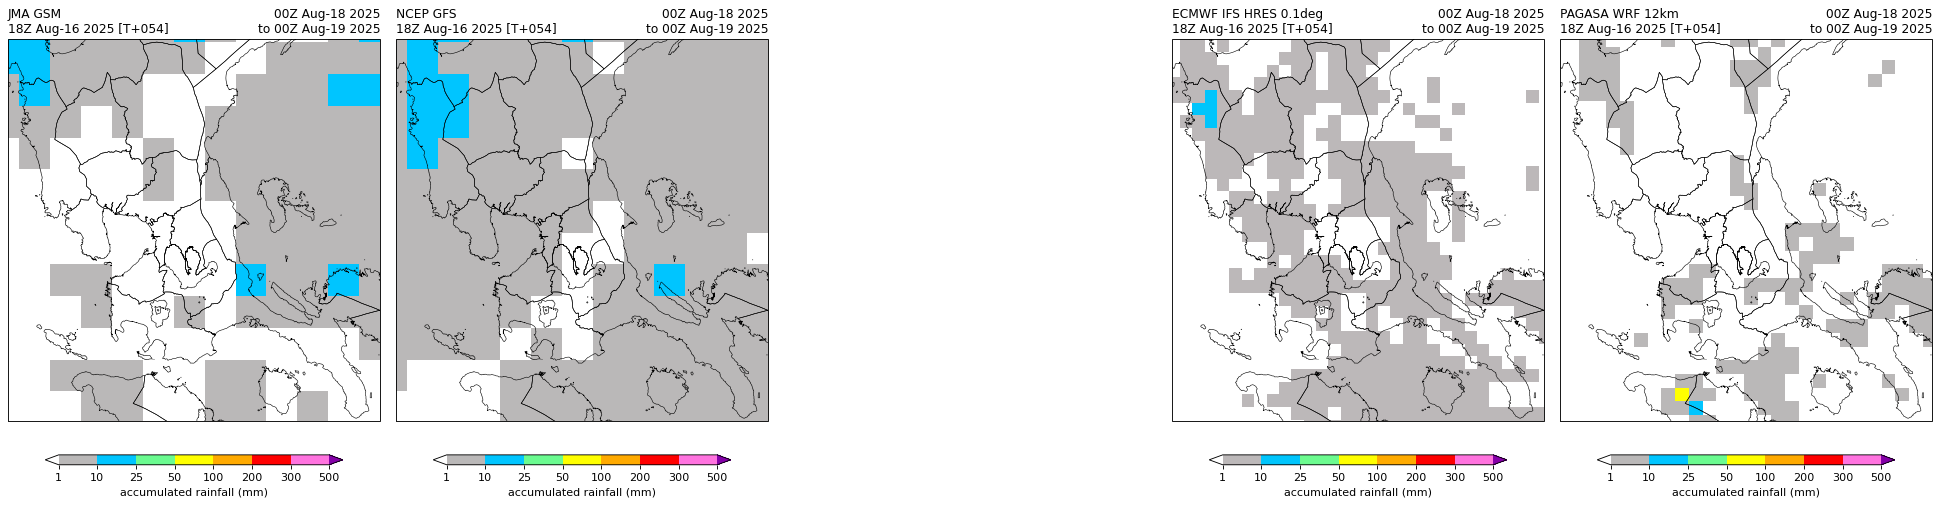 JMA GSM 00Z Aug-18 2025
18Z Aug-16 2025 [T+054] to 00Z Aug-19 2025
NCEP GFS 00Z Aug-18 2025
18Z Aug-16 2025 [T+054] to 00Z Aug-19 2025
ECMWF IFS HRES 0.1deg 00Z Aug-18 2025
18Z Aug-16 2025 [T+054] to 00Z Aug-19 2025
PAGASA WRF 12km 00Z Aug-18 2025
18Z Aug-16 2025 [T+054] to 00Z Aug-19 2025
1 10 25 50 100 200 300 500
accumulated rainfall (mm)
1 10 25 50 100 200 300 500
accumulated rainfall (mm)
1 10 25 50 100 200 300 500
accumulated rainfall (mm)
1 10 25 50 100 200 300 500
accumulated rainfall (mm)